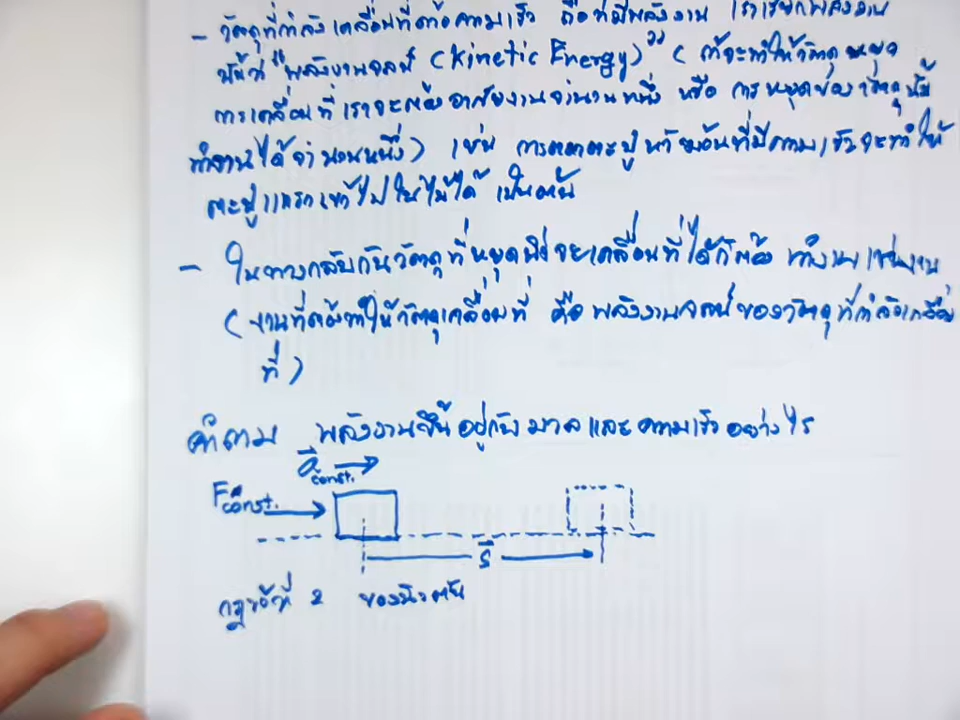 - วัตถุที่กำลังเคลื่อนที่ด้วยความเร็ว ถือว่ามีพลังงาน เราเรียกพลังงาน
นี้ว่า "พลังงานจลน์ (Kinetic Energy)" (ถ้าจะทำให้วัตถุหยุด
การเคลื่อนที่เราจะต้องอาศัยงานจำนวนหนึ่ง หรือ การหยุดของวัตถุนั้น
ทำงานได้จำนวนหนึ่ง) เช่น การตอกตะปู หัวฆ้อนที่มีความเร็วจะทำให้
ตะปูแทรกเข้าไปในไม้ได้ เป็นต้น
- ในทางกลับกันวัตถุที่หยุดนิ่งจะเคลื่อนที่ได้ก็ต้อง ทำงาน เช่นงาน
(งานที่ต้องทำให้วัตถุเคลื่อนที่ คือ พลังงานจลน์ของวัตถุที่กำลังเคลื่อน
ที่)
คำถาม พลังงานขึ้นอยู่กับมวลและความเร็วอย่างไร
a const.
F const.
S
กฎข้อที่ 2 ของนิวตัน